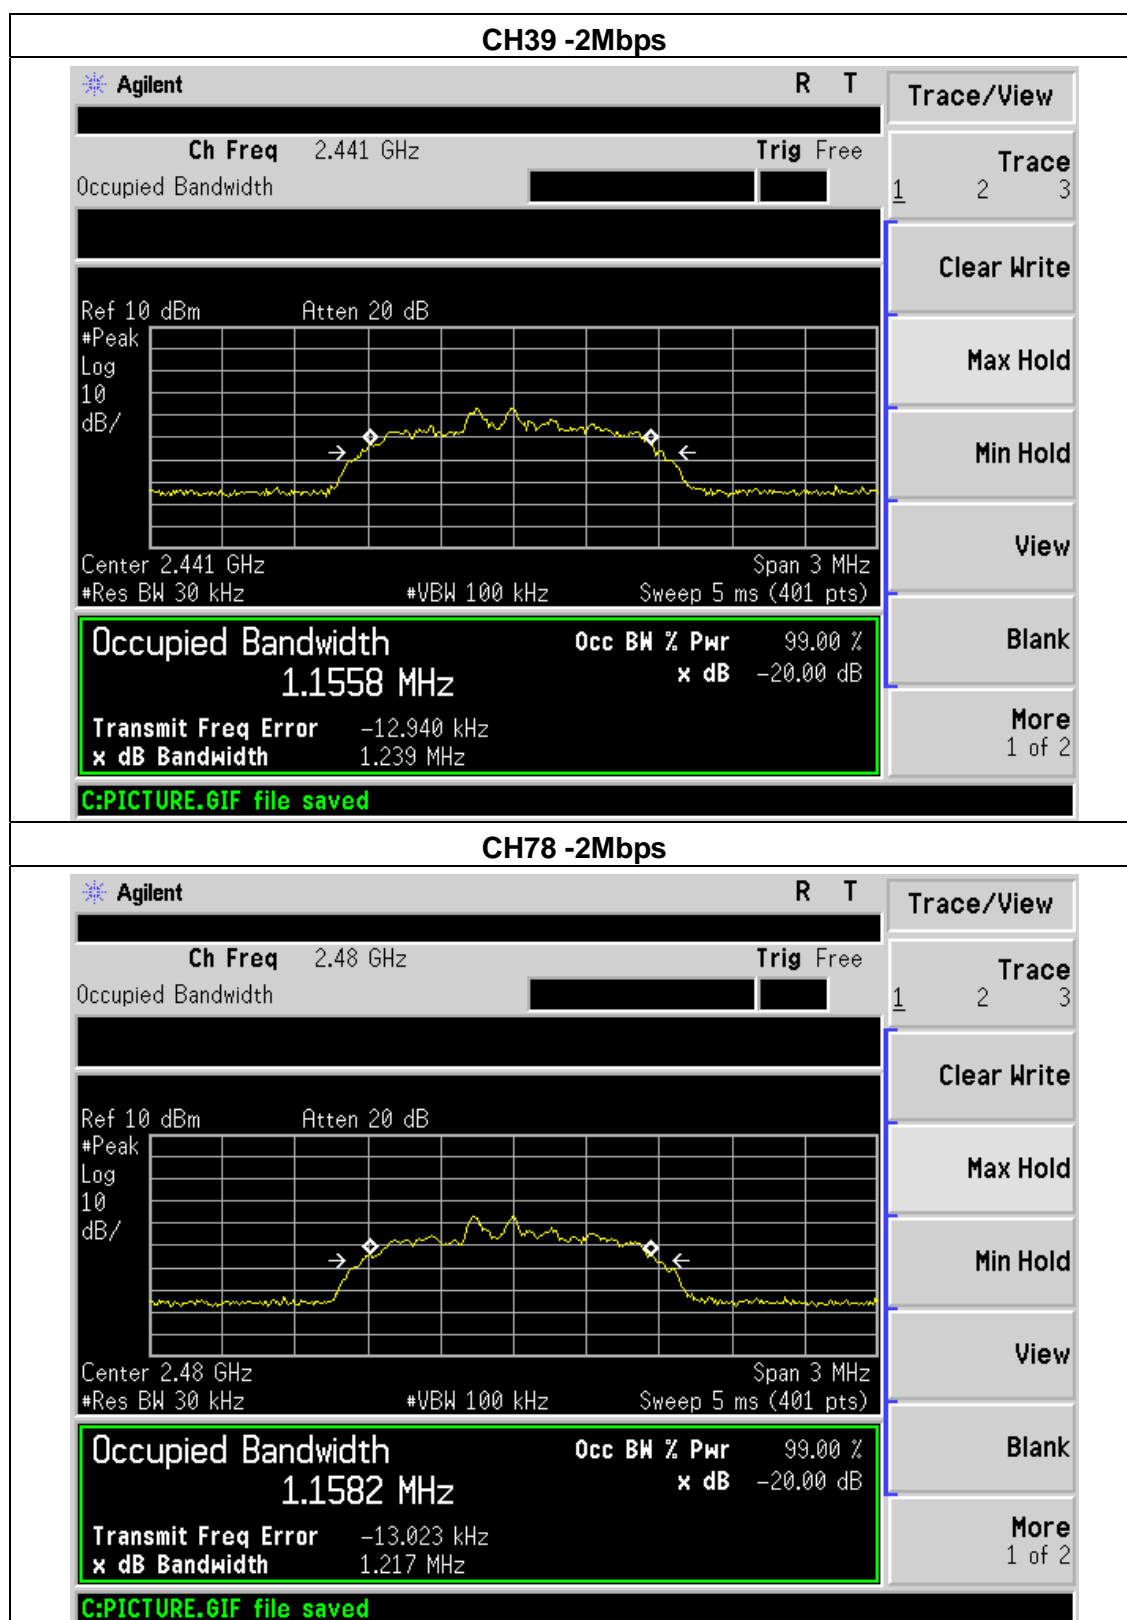 CH39 -2Mbps
Agilent R T
Trace/View
Ch Freq 2.441 GHz Trig Free
Occupied Bandwidth
Trace
1 2 3
Clear Write
Ref 10 dBm Atten 20 dB
#Peak
Log
10
dB/
Max Hold
Min Hold
View
Center 2.441 GHz Span 3 MHz
#Res BW 30 kHz #VBW 100 kHz Sweep 5 ms (401 pts)
Occupied Bandwidth Occ BW % Pwr 99.00 %
1.1558 MHz x dB -20.00 dB
Blank
Transmit Freq Error -12.940 kHz
x dB Bandwidth 1.239 MHz
More
1 of 2
C:PICTURE.GIF file saved
CH78 -2Mbps
Agilent R T
Trace/View
Ch Freq 2.48 GHz Trig Free
Occupied Bandwidth
Trace
1 2 3
Clear Write
Ref 10 dBm Atten 20 dB
#Peak
Log
10
dB/
Max Hold
Min Hold
View
Center 2.48 GHz Span 3 MHz
#Res BW 30 kHz #VBW 100 kHz Sweep 5 ms (401 pts)
Occupied Bandwidth Occ BW % Pwr 99.00 %
1.1582 MHz x dB -20.00 dB
Blank
Transmit Freq Error -13.023 kHz
x dB Bandwidth 1.217 MHz
More
1 of 2
C:PICTURE.GIF file saved